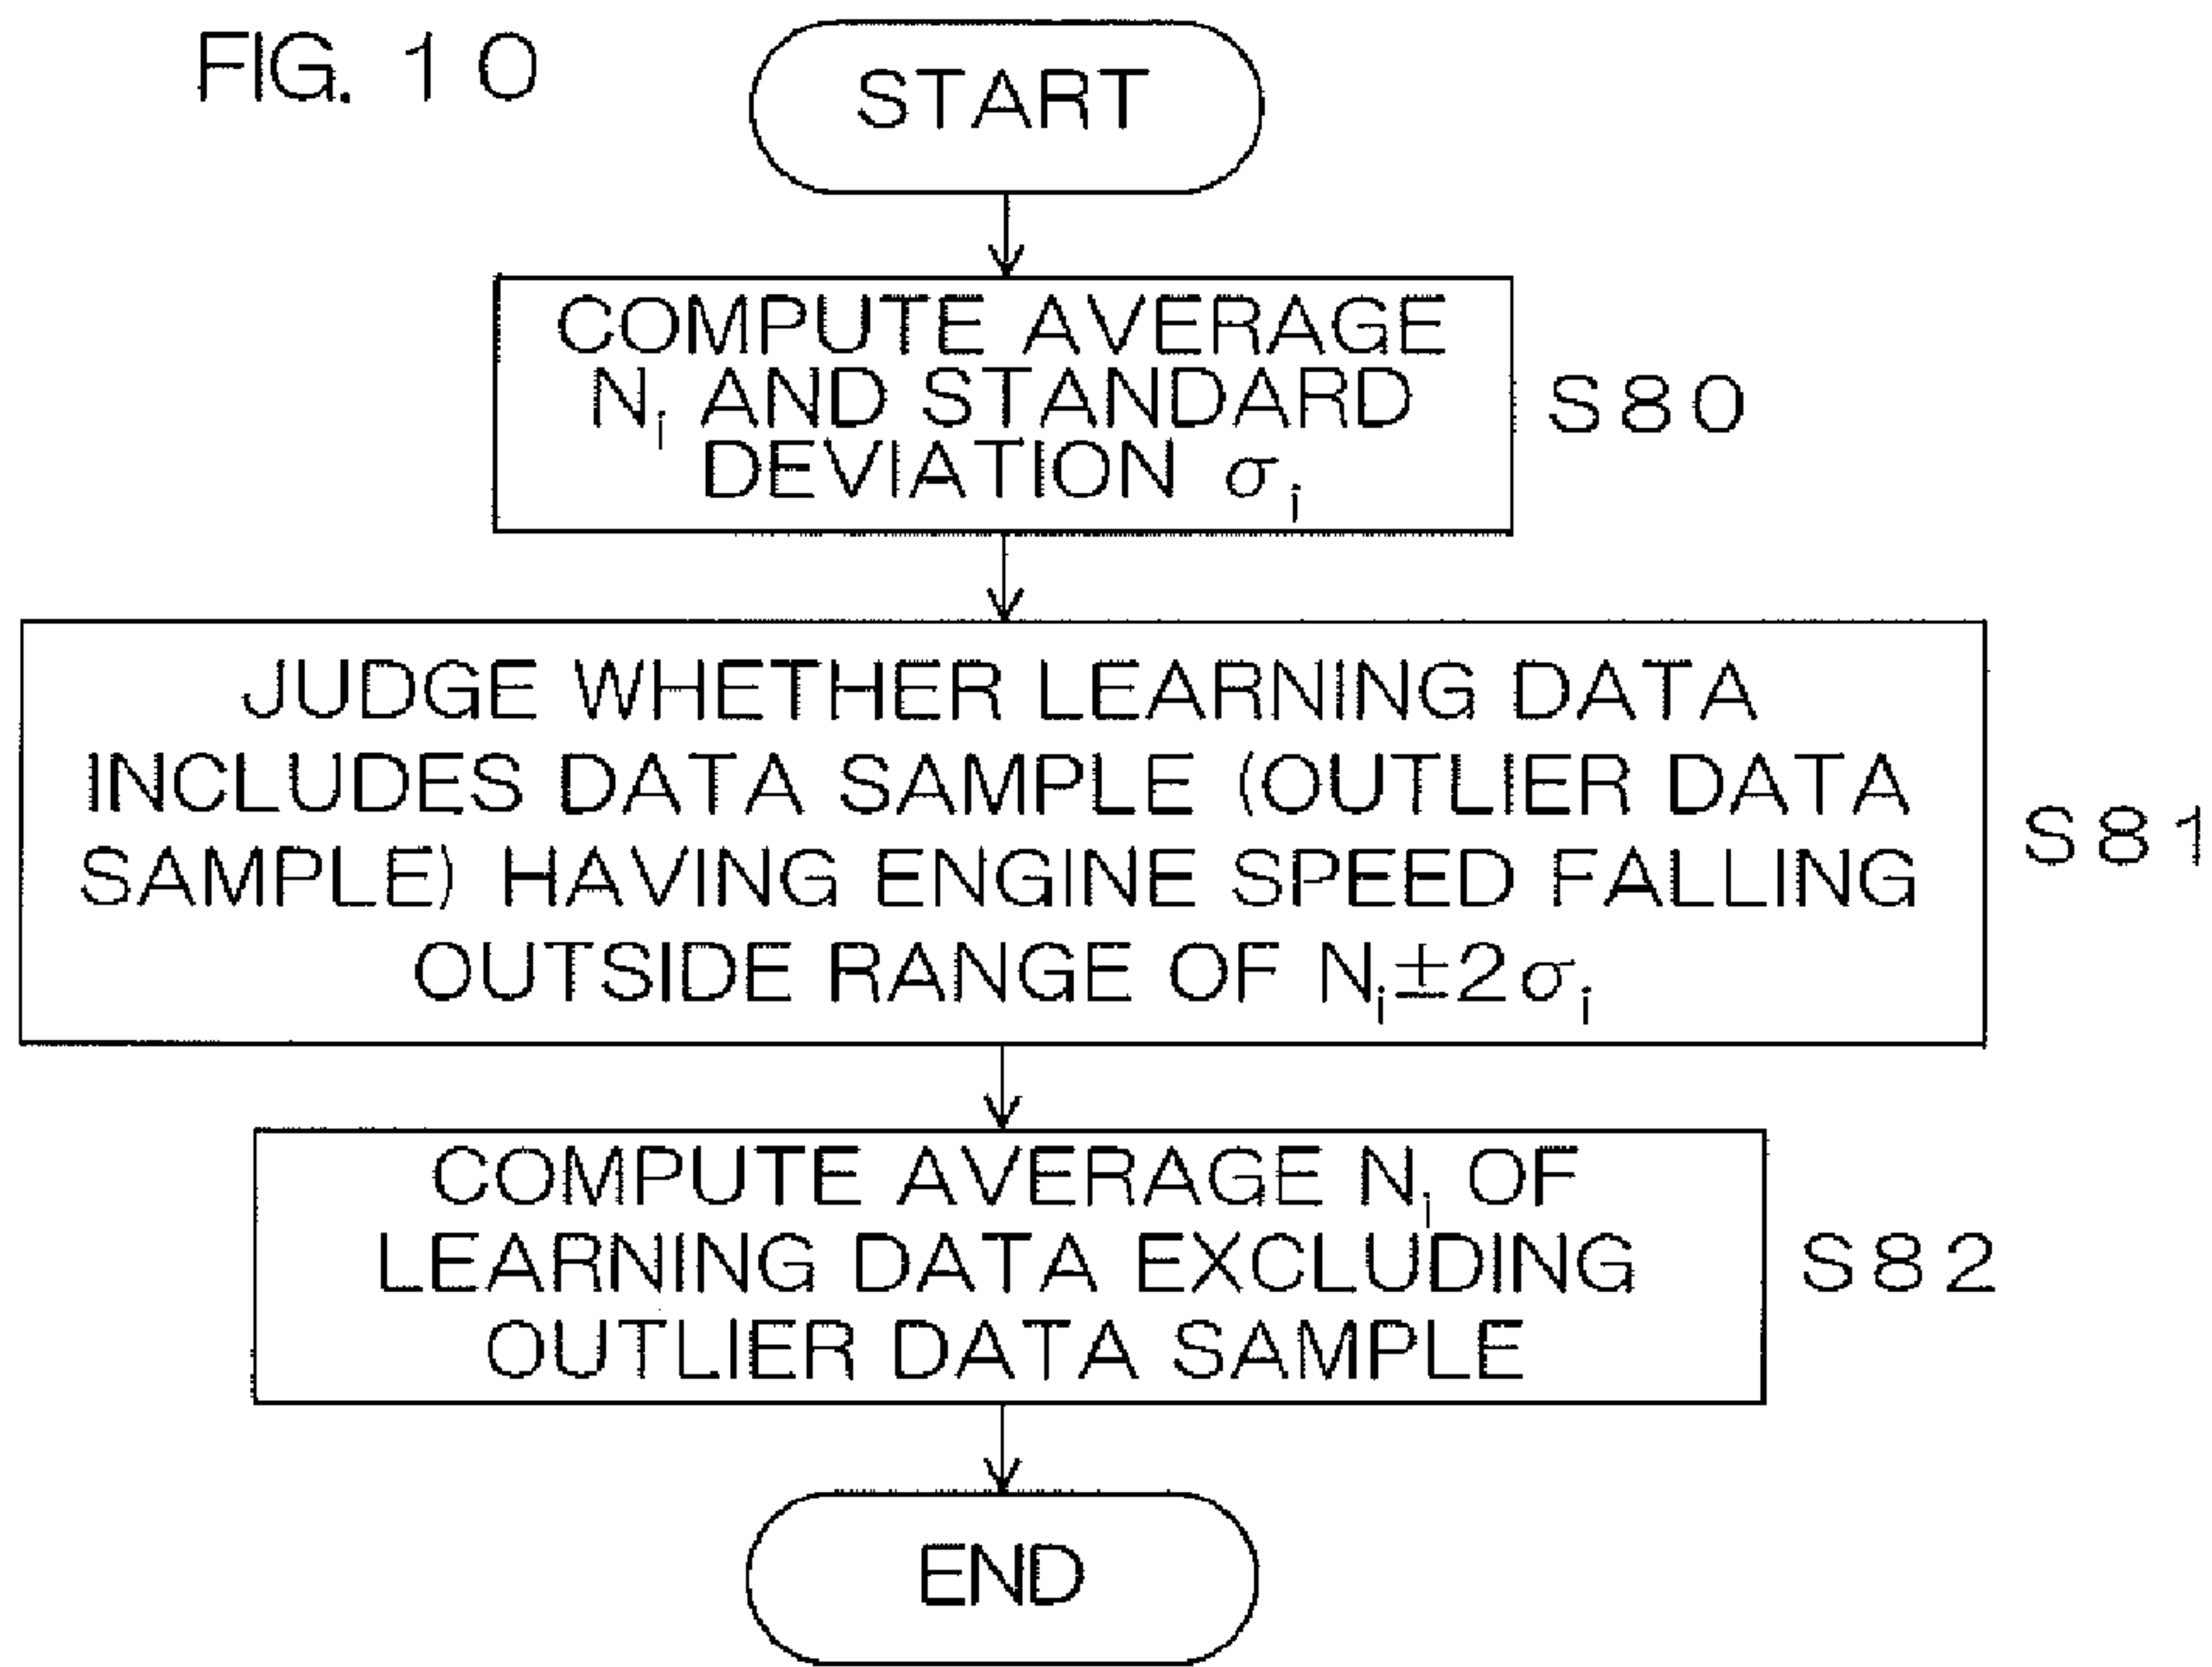 FIG. 10
START
COMPUTE AVERAGE
Ni AND STANDARD
DEVIATION σi
S80
JUDGE WHETHER LEARNING DATA
INCLUDES DATA SAMPLE (OUTLIER DATA
SAMPLE) HAVING ENGINE SPEED FALLING
OUTSIDE RANGE OF Ni±2σi
S81
COMPUTE AVERAGE Ni OF
LEARNING DATA EXCLUDING
OUTLIER DATA SAMPLE
S82
END